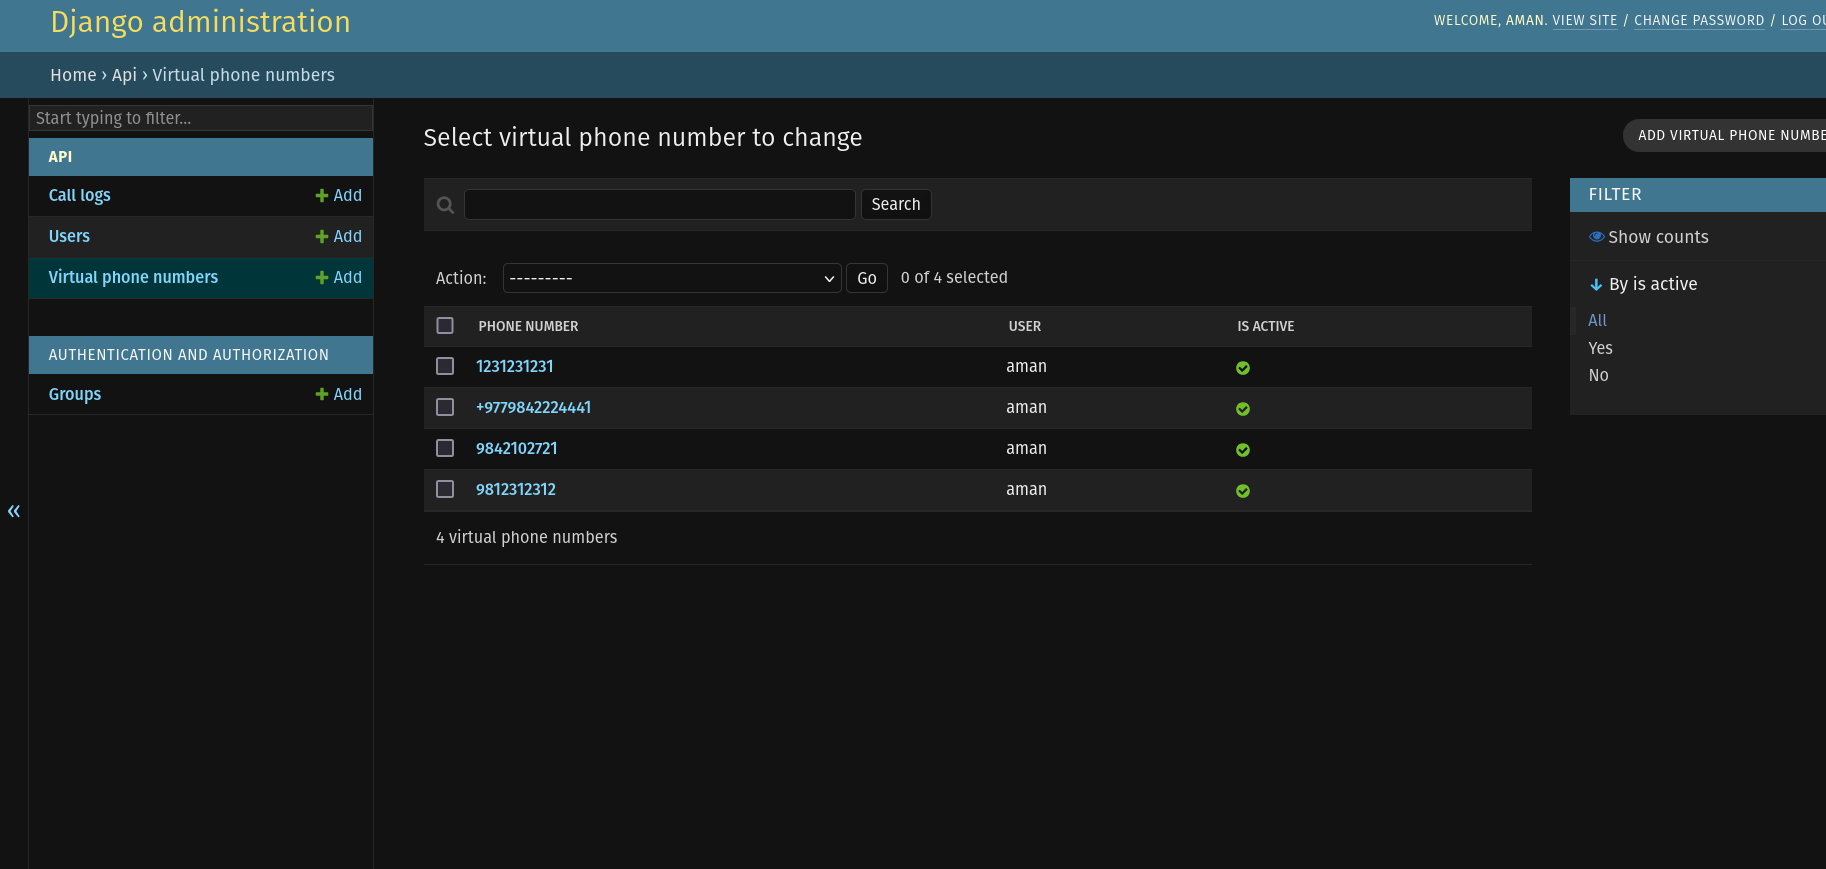 Django administration
WELCOME, AMAN. VIEW SITE / CHANGE PASSWORD / LOG OU
Home › Api › Virtual phone numbers
Start typing to filter...
API
Call logs + Add
Users + Add
Virtual phone numbers + Add
AUTHENTICATION AND AUTHORIZATION
Groups + Add
«
Select virtual phone number to change
ADD VIRTUAL PHONE NUMBE
Search
Action: --------- Go 0 of 4 selected
PHONE NUMBER USER IS ACTIVE
1231231231 aman
+9779842224441 aman
9842102721 aman
9812312312 aman
4 virtual phone numbers
FILTER
Show counts
By is active
All
Yes
No